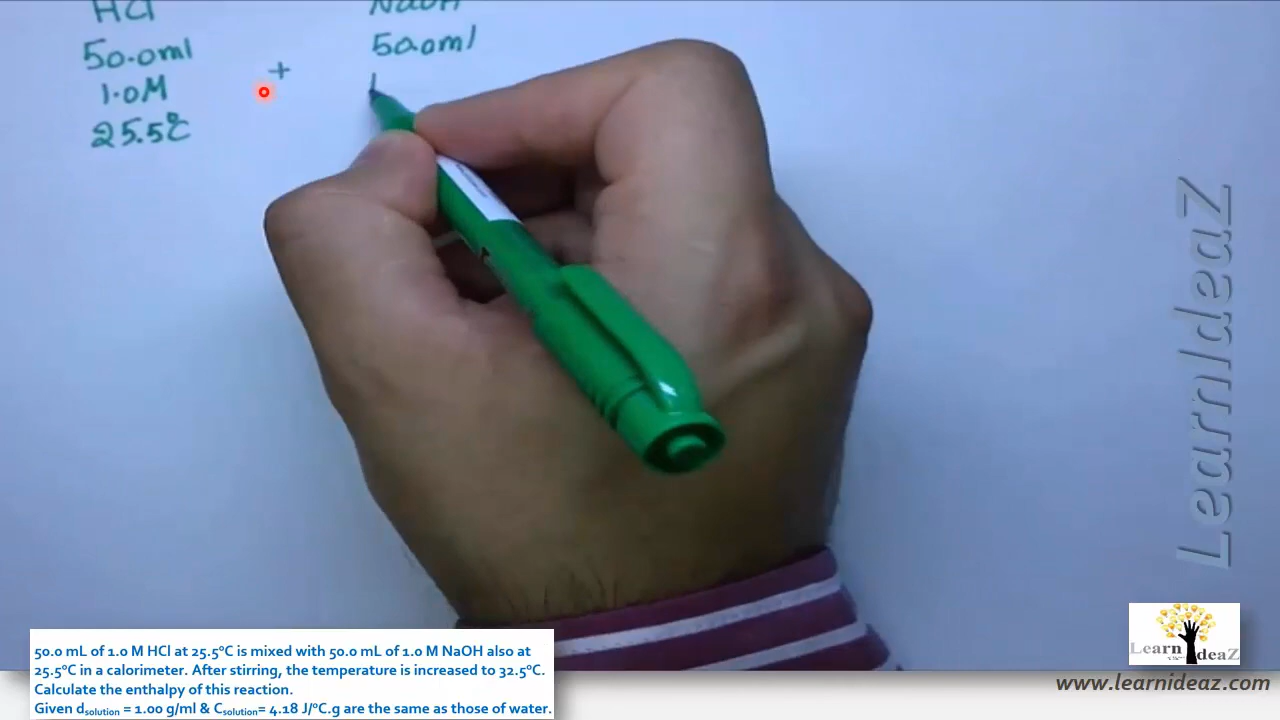 HCl
NaOH
50.0ml
50.0ml
+
1.0M
1
25.5°C
LearnIdeaZ
50.0 mL of 1.0 M HCl at 25.5°C is mixed with 50.0 mL of 1.0 M NaOH also at
25.5°C in a calorimeter. After stirring, the temperature is increased to 32.5°C.
Calculate the enthalpy of this reaction.
Given dsolution = 1.00 g/ml & Csolution= 4.18 J/°C.g are the same as those of water.
Learn IdeaZ
www.learnideaz.com